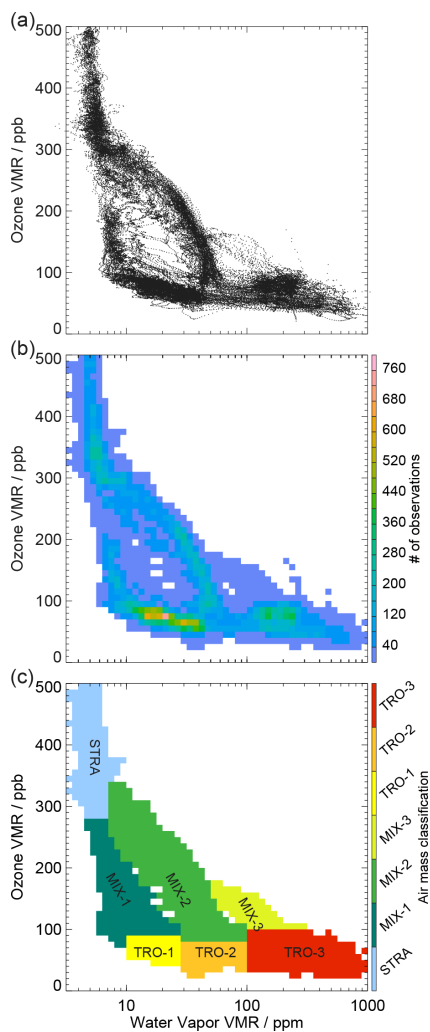 (a)
500
400
300
200
100
0
Ozone VMR / ppb
(b)
500
400
300
200
100
0
Ozone VMR / ppb
760
680
600
520
440
360
280
200
120
40
# of observations
(c)
500
400
300
200
100
0
Ozone VMR / ppb
STRA
MIX-1
MIX-2
MIX-3
TRO-1
TRO-2
TRO-3
TRO-3
TRO-2
TRO-1
MIX-3
MIX-2
MIX-1
STRA
Air mass classification
10
100
1000
Water Vapor VMR / ppm